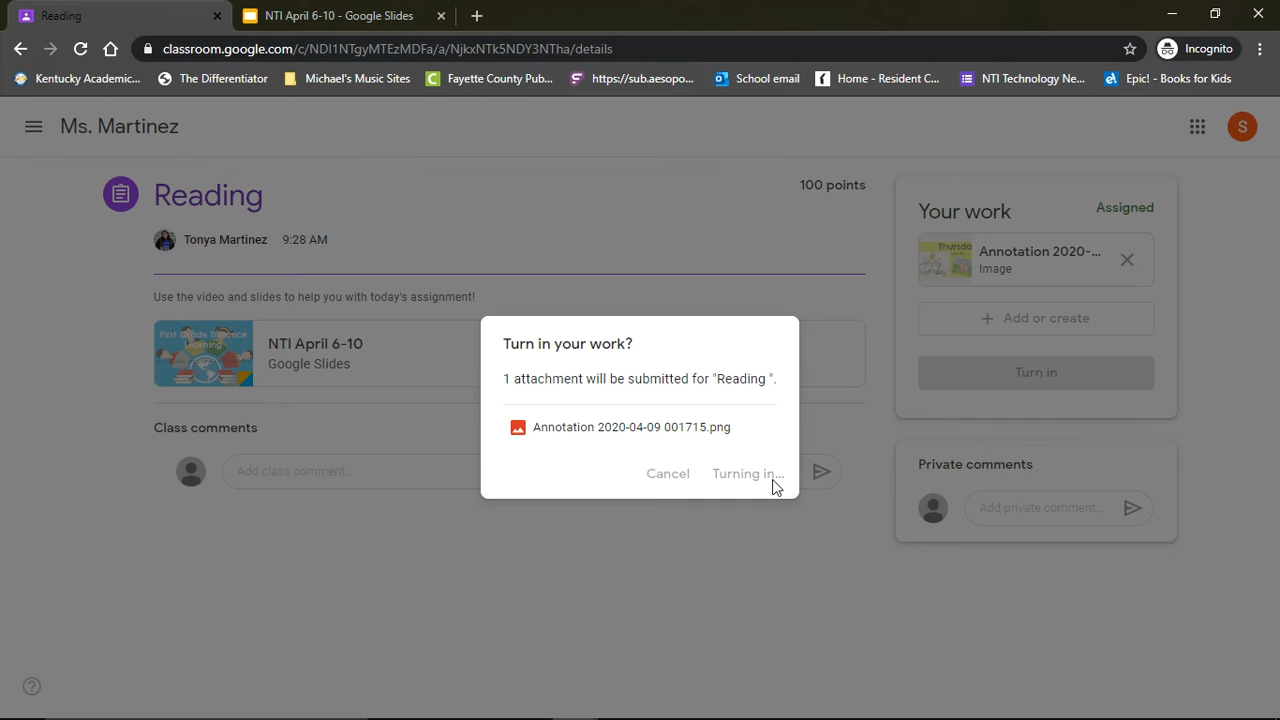 Reading
NTI April 6-10 - Google Slides
classroom.google.com/c/NDI1NTgyMTEzMDFa/a/NjkxNTk5NDY3NTha/details
Incognito
Kentucky Academic...
The Differentiator
Michael's Music Sites
Fayette County Pub...
https://sub.aesopo...
School email
Home - Resident C...
NTI Technology Ne...
Epic! - Books for Kids
Ms. Martinez
S
Reading
100 points
Tonya Martinez 9:28 AM
Use the video and slides to help you with today's assignment!
First Grade Distance
Learning
NTI April 6-10
Google Slides
Class comments
Add class comment...
Your work
Assigned
Thursda
Annotation 2020-...
Image
+ Add or create
Turn in
Private comments
Add private comment...
Turn in your work?
1 attachment will be submitted for "Reading ".
Annotation 2020-04-09 001715.png
Cancel
Turning in...